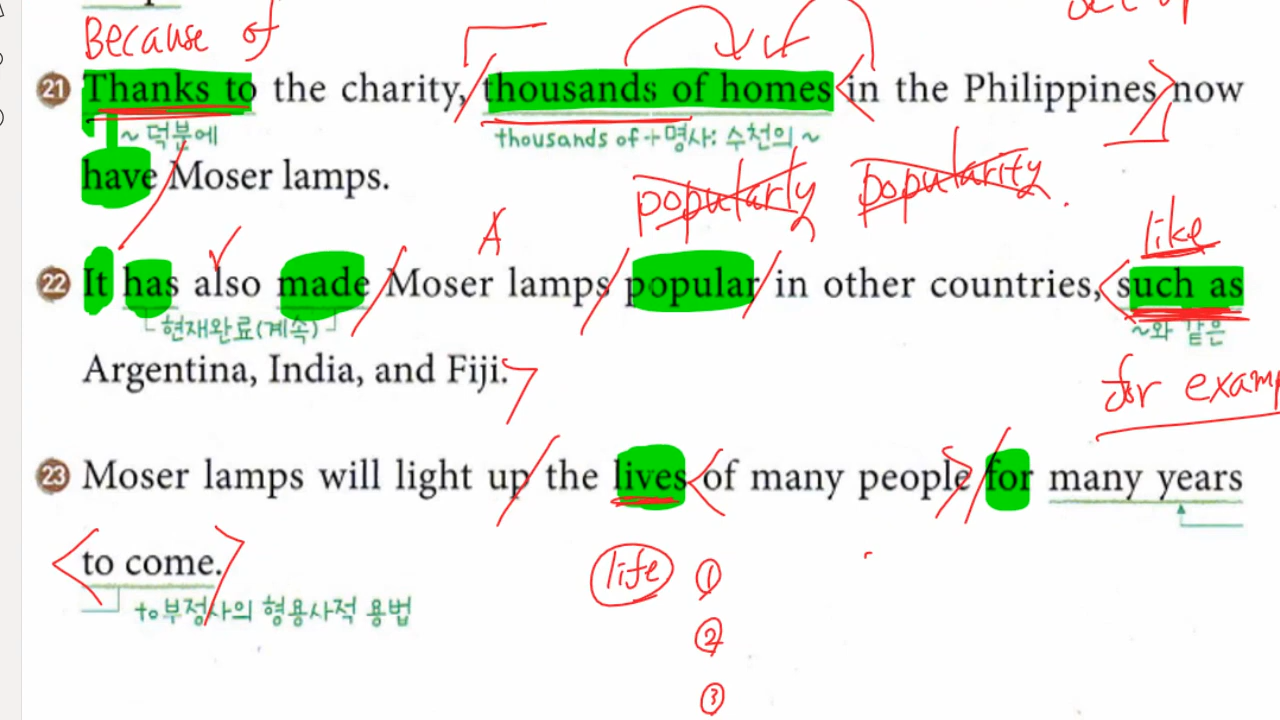 Because of
㉑ Thanks to the charity, thousands of homes in the Philippines now
~ 덕분에
thousands of + 명사: 수천의 ~
have Moser lamps.
popularly popularity
like
A
㉒ It has also made Moser lamps popular in other countries, such as
현재완료(계속)
~와 같은
Argentina, India, and Fiji.
for examp
㉓ Moser lamps will light up the lives of many people for many years
to come.
to부정사의 형용사적 용법
life ①
②
③